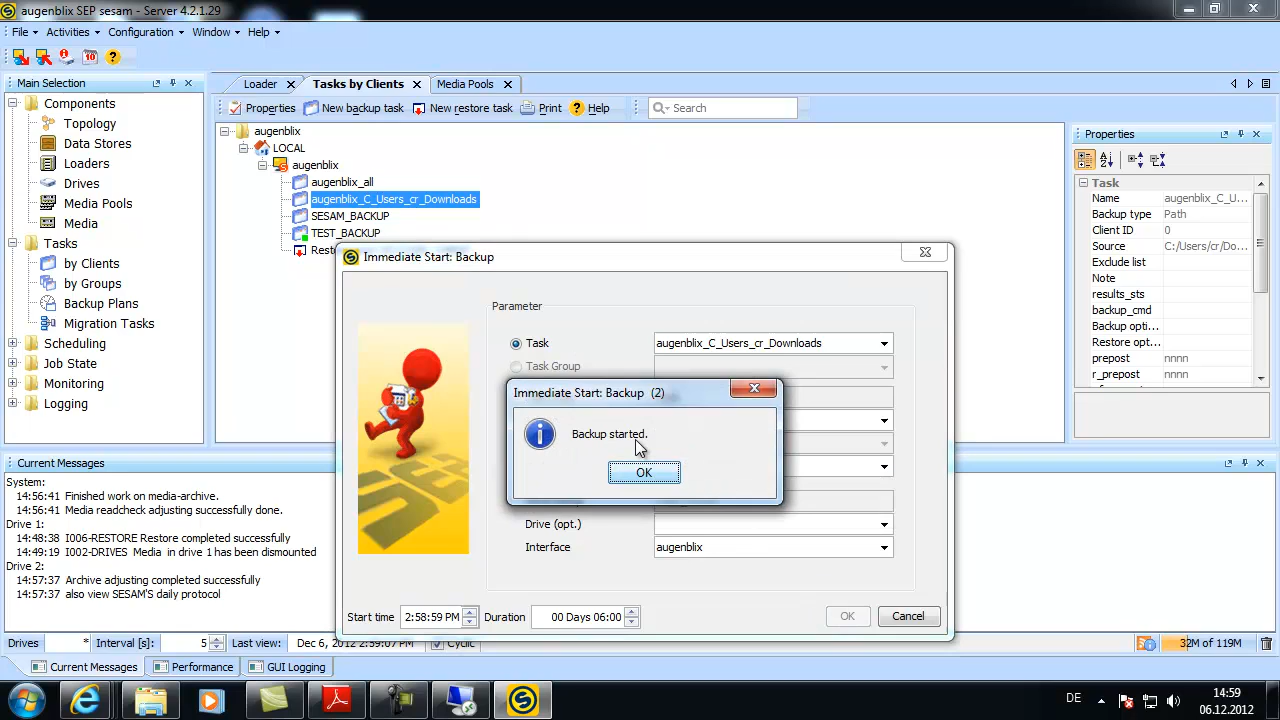 augenblix SEP sesam - Server 4.2.1.29
File Activities Configuration Window Help
Main Selection
Components
Topology
Data Stores
Loaders
Drives
Media Pools
Media
Tasks
by Clients
by Groups
Backup Plans
Migration Tasks
Scheduling
Job State
Monitoring
Logging
Loader Tasks by Clients Media Pools
Properties New backup task New restore task Print Help Search
augenblix
LOCAL
augenblix
augenblix_all
augenblix_C_Users_cr_Downloads
SESAM_BACKUP
TEST_BACKUP
Properties
Task
Name augenblix_C_U...
Backup type Path
Client ID 0
Source C:/Users/cr/Do...
Exclude list
Note
results_sts
backup_cmd
Backup opti...
Restore opt...
prepost nnnn
r_prepost nnnn
Immediate Start: Backup
Parameter
Task augenblix_C_Users_cr_Downloads
Task Group
Immediate Start: Backup (2)
Backup started.
OK
Drive (opt.)
Interface augenblix
Start time 2:58:59 PM Duration 00 Days 06:00 OK Cancel
Current Messages
System:
14:56:41 Finished work on media-archive.
14:56:41 Media readcheck adjusting successfully done.
Drive 1:
14:48:38 I006-RESTORE Restore completed successfully
14:49:19 I002-DRIVES Media in drive 1 has been dismounted
Drive 2:
14:57:37 Archive adjusting completed successfully
14:57:37 also view SESAM'S daily protocol
Drives * Interval [s]: 5 Last view: Dec 6, 2012 2:59:07 PM Cyclic 32M of 119M
Current Messages Performance GUI Logging
DE 14:59
06.12.2012